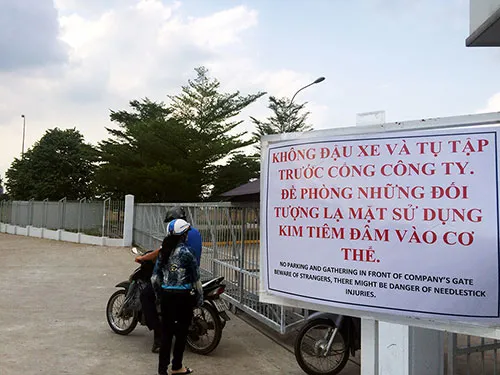 KHÔNG ĐẬU XE VÀ TỤ TẬP
TRƯỚC CỔNG CÔNG TY.
ĐỀ PHÒNG NHỮNG ĐỐI
TƯỢNG LẠ MẶT SỬ DỤNG
KIM TIÊM ĐÂM VÀO CƠ
THỂ.
NO PARKING AND GATHERING IN FRONT OF COMPANY'S GATE
BEWARE OF STRANGERS, THERE MIGHT BE DANGER OF NEEDLESTICK
INJURIES.